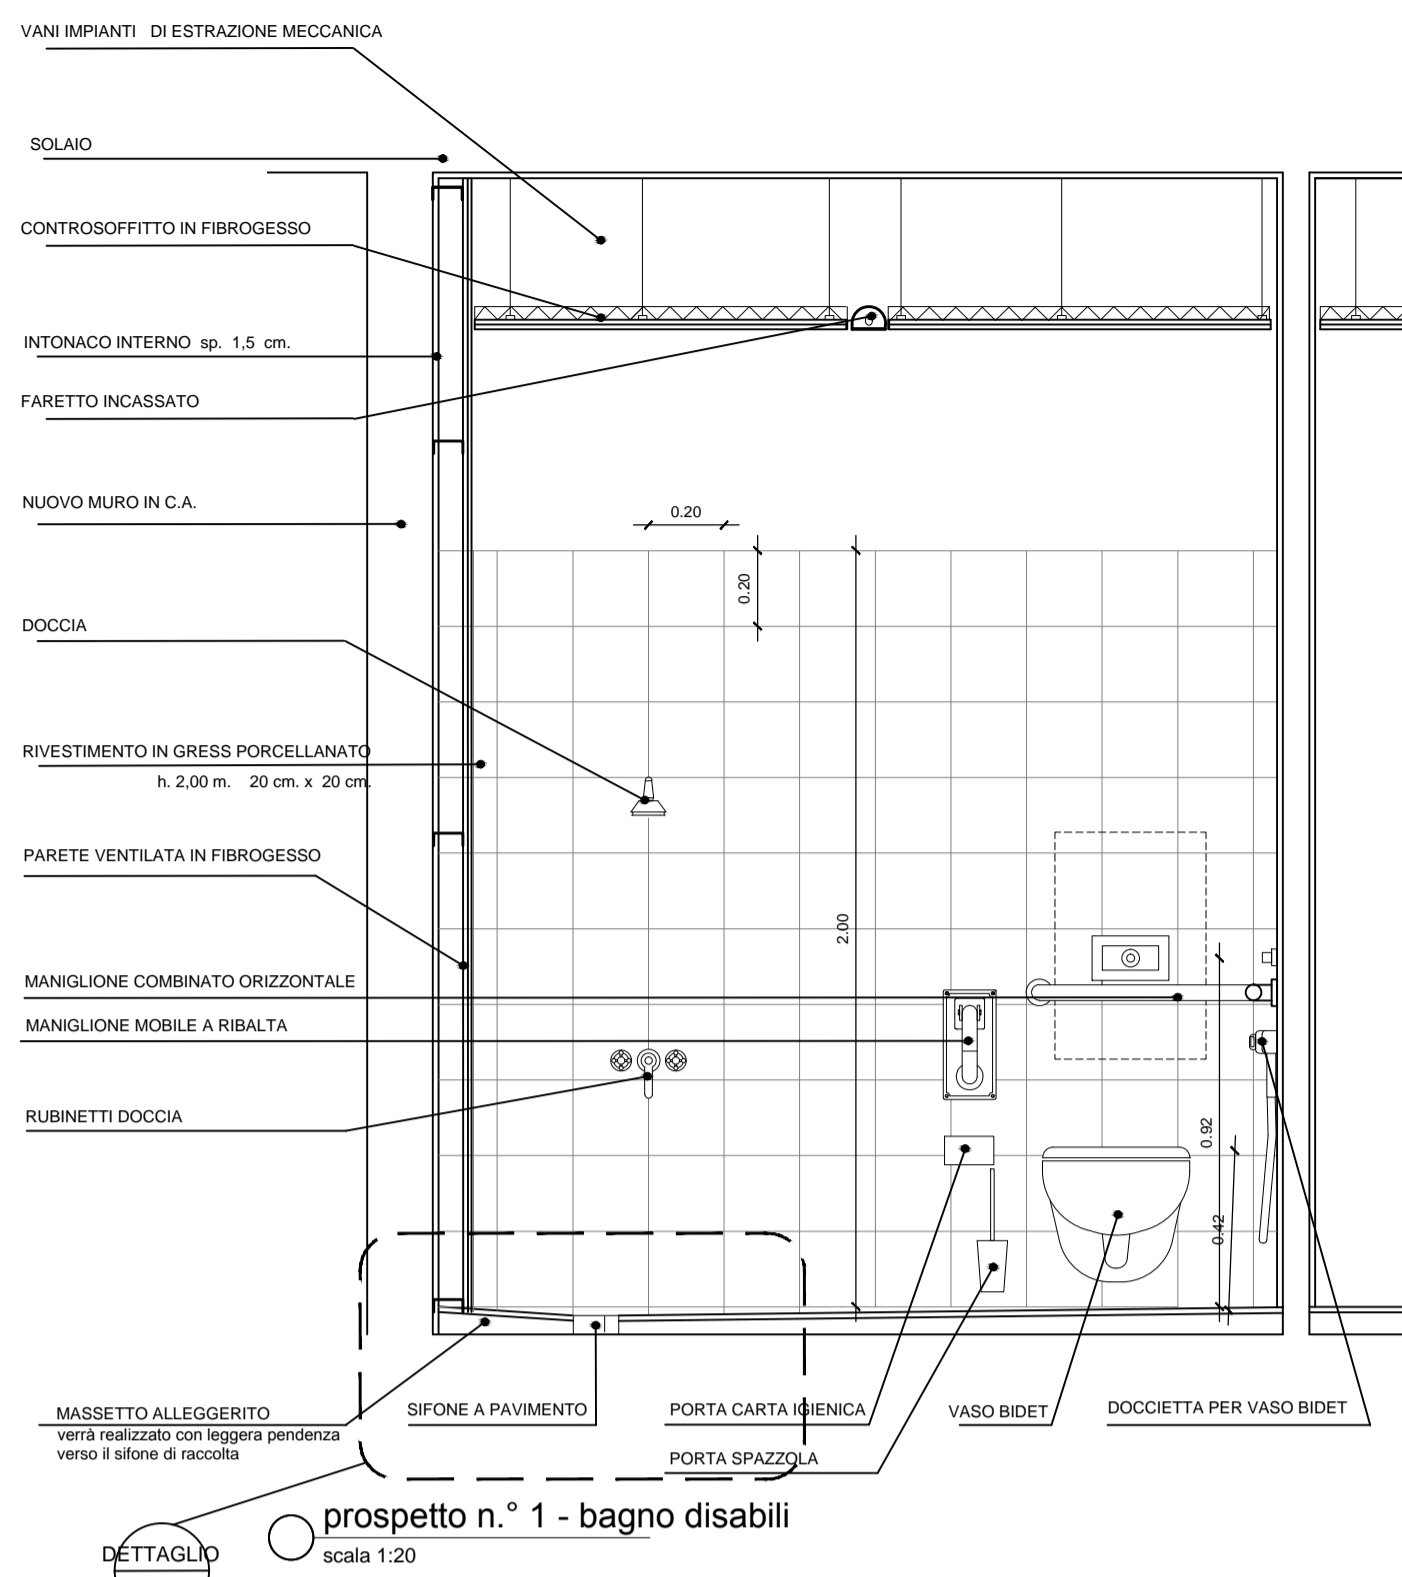 VANI IMPIANTI   DI ESTRAZIONE MECCANICA
SOLAIO
CONTROSOFFITTO IN FIBROGESSO
INTONACO INTERNO  sp.  1,5  cm.
FARETTO INCASSATO
NUOVO MURO IN C.A.
0.20
0.20
DOCCIA
RIVESTIMENTO IN GRESS PORCELLANATO
h. 2,00 m.    20 cm. x  20 cm.
PARETE VENTILATA IN FIBROGESSO
2.00
MANIGLIONE COMBINATO ORIZZONTALE
MANIGLIONE MOBILE A RIBALTA
RUBINETTI DOCCIA
0.92
0.42
MASSETTO ALLEGGERITO
verrà realizzato con leggera pendenza
verso il sifone di raccolta
SIFONE A PAVIMENTO
PORTA CARTA IGIENICA
VASO BIDET
DOCCIETTA PER VASO BIDET
PORTA SPAZZOLA
prospetto n.° 1 - bagno disabili
scala 1:20
DETTAGLIO